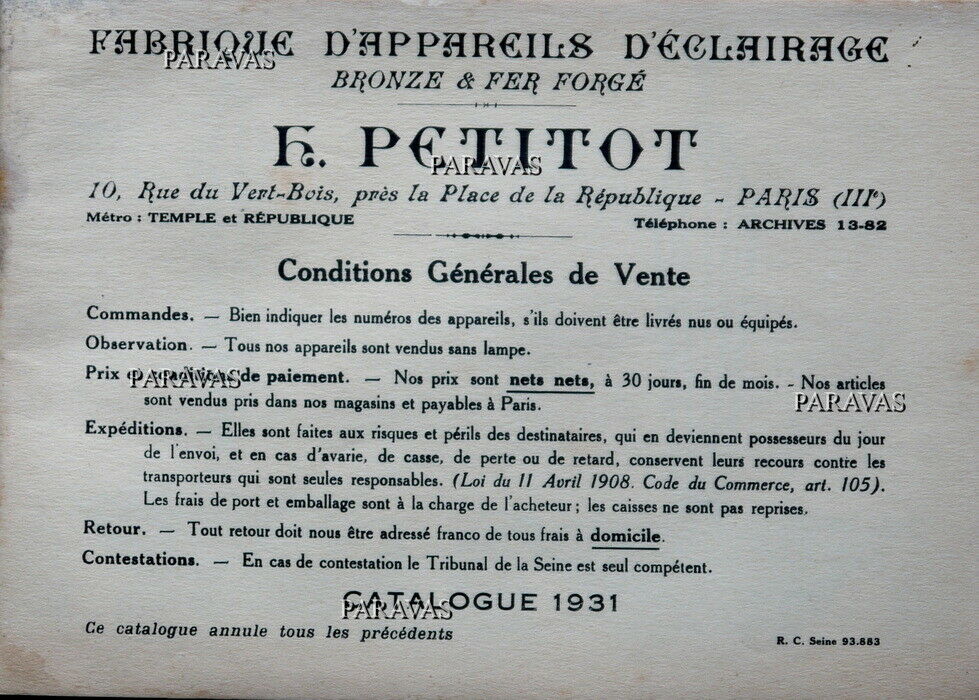 FABRIQUE D'APPAREILS D'ÉCLAIRAGE
PARAVAS
BRONZE & FER FORGÉ
H. PETITOT
PARAVAS
10, Rue du Vert-Bois, près la Place de la République - PARIS (IIIᵉ)
Métro : TEMPLE et RÉPUBLIQUE
Téléphone : ARCHIVES 13-82
Conditions Générales de Vente
Commandes. — Bien indiquer les numéros des appareils, s'ils doivent être livrés nus ou équipés.
Observation. — Tous nos appareils sont vendus sans lampe.
Prix et conditions de paiement. — Nos prix sont nets nets, à 30 jours, fin de mois. - Nos articles
PARAVAS
sont vendus pris dans nos magasins et payables à Paris.
PARAVAS
Expéditions. — Elles sont faites aux risques et périls des destinataires, qui en deviennent possesseurs du jour
de l'envoi, et en cas d'avarie, de casse, de perte ou de retard, conservent leurs recours contre les
transporteurs qui sont seules responsables. (Loi du 11 Avril 1908. Code du Commerce, art. 105).
Les frais de port et emballage sont à la charge de l'acheteur ; les caisses ne sont pas reprises.
Retour. — Tout retour doit nous être adressé franco de tous frais à domicile.
Contestations. — En cas de contestation le Tribunal de la Seine est seul compétent.
CATALOGUE 1931
PARAVAS
Ce catalogue annule tous les précédents
R. C. Seine 93.883